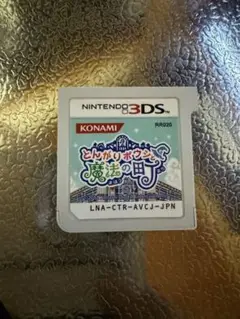 NINTENDO 3DS
KONAMI
とんがりボウシと
魔法の町
LNA-CTR-AVCJ-JPN